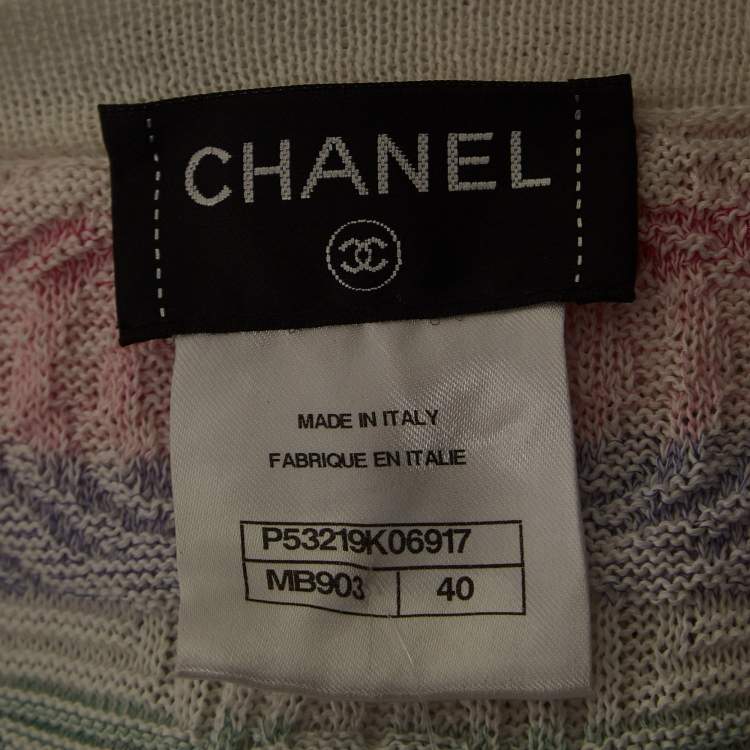 CHANEL
MADE IN ITALY
FABRIQUE EN ITALIE
P53219K06917
MB903 40